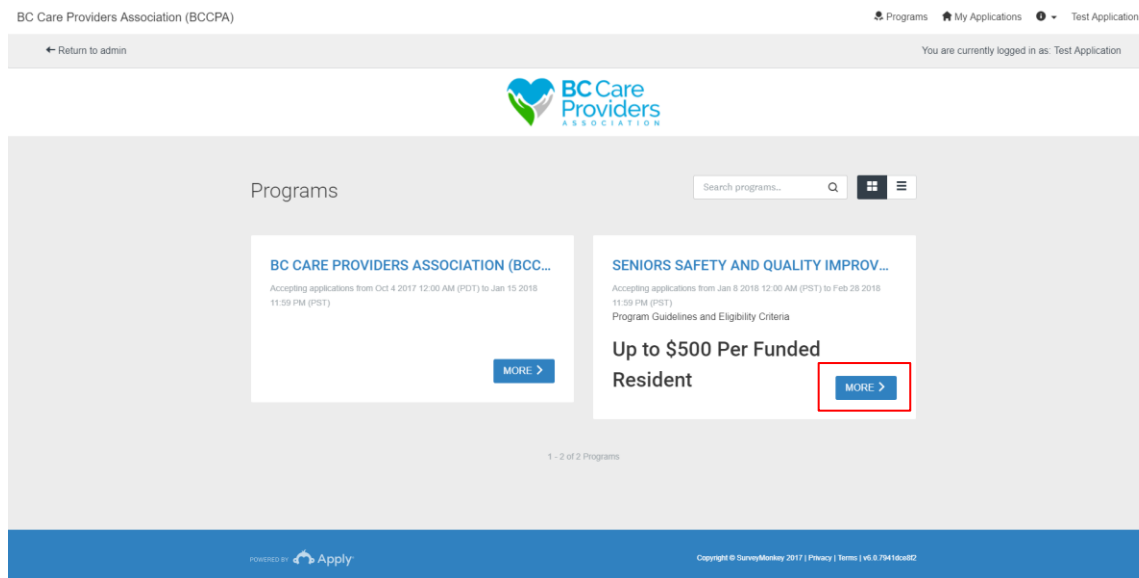 BC Care Providers Association (BCCPA)
Programs My Applications Test Application
Return to admin
You are currently logged in as: Test Application
BC Care
Providers
ASSOCIATION
Programs
Search programs...
BC CARE PROVIDERS ASSOCIATION (BCC...
Accepting applications from Oct 4 2017 12:00 AM (PDT) to Jan 15 2018
11:59 PM (PST)
MORE
SENIORS SAFETY AND QUALITY IMPROV...
Accepting applications from Jan 8 2018 12:00 AM (PST) to Feb 28 2018
11:59 PM (PST)
Program Guidelines and Eligibility Criteria
Up to $500 Per Funded
Resident
MORE
1 - 2 of 2 Programs
POWERED BY Apply
Copyright © SurveyMonkey 2017 | Privacy | Terms | v6.0.7941dce8f2